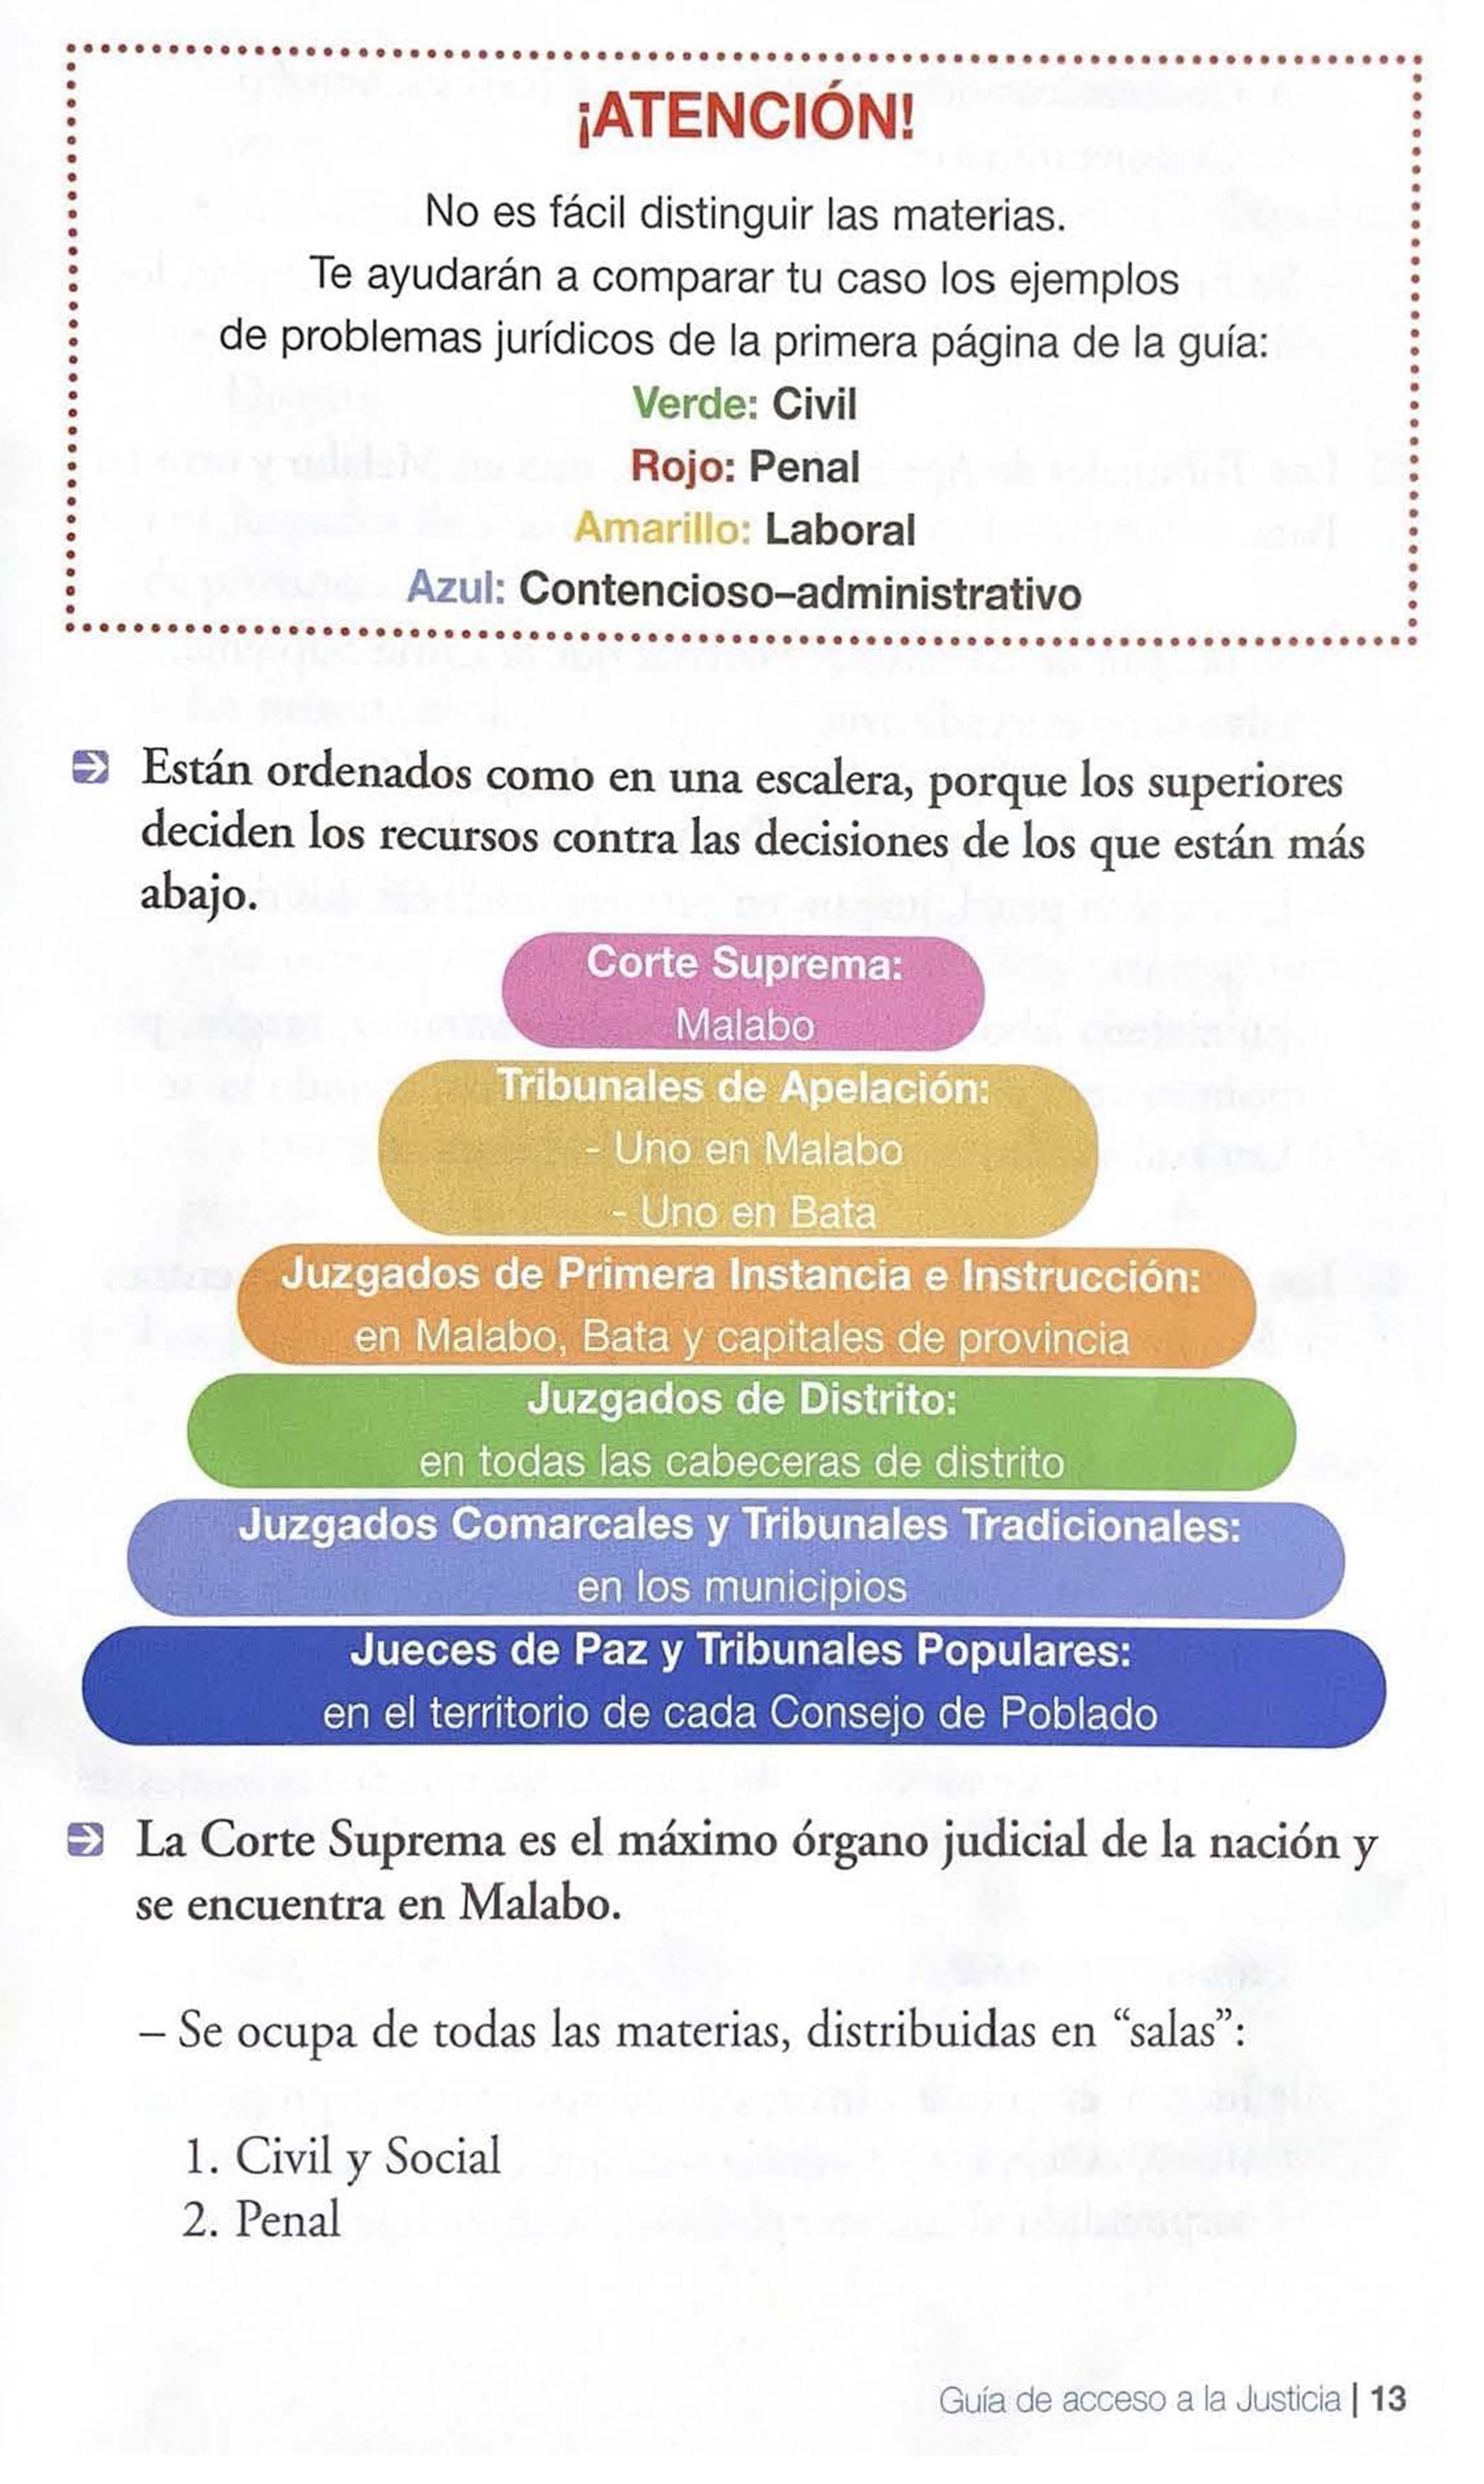 ¡ATENCIÓN!
No es fácil distinguir las materias.
Te ayudarán a comparar tu caso los ejemplos
de problemas jurídicos de la primera página de la guía:
Verde: Civil
Rojo: Penal
Amarillo: Laboral
Azul: Contencioso–administrativo
Están ordenados como en una escalera, porque los superiores
deciden los recursos contra las decisiones de los que están más
abajo.
Corte Suprema:
Malabo
Tribunales de Apelación:
- Uno en Malabo
- Uno en Bata
Juzgados de Primera Instancia e Instrucción:
en Malabo, Bata y capitales de provincia
Juzgados de Distrito:
en todas las cabeceras de distrito
Juzgados Comarcales y Tribunales Tradicionales:
en los municipios
Jueces de Paz y Tribunales Populares:
en el territorio de cada Consejo de Poblado
La Corte Suprema es el máximo órgano judicial de la nación y
se encuentra en Malabo.
– Se ocupa de todas las materias, distribuidas en “salas”:
1. Civil y Social
2. Penal
Guía de acceso a la Justicia | 13